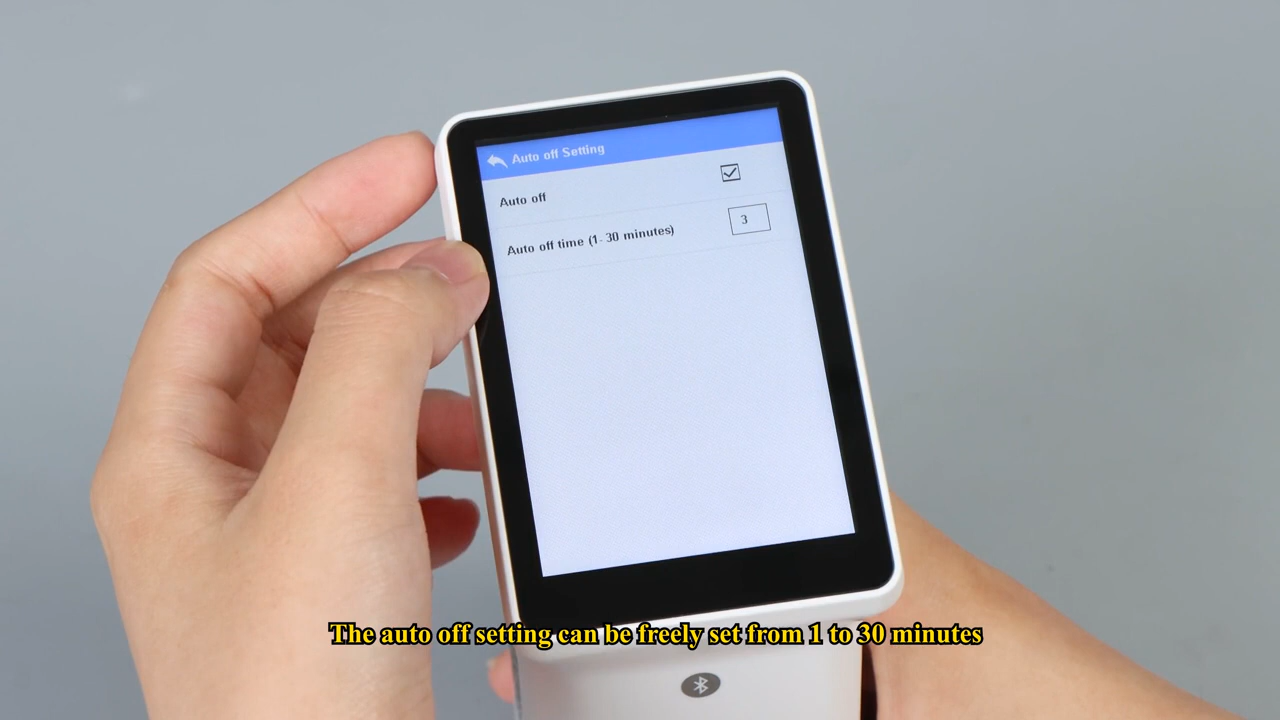 Auto off Setting
Auto off
Auto off time (1-30 minutes)
3
The auto off setting can be freely set from 1 to 30 minutes